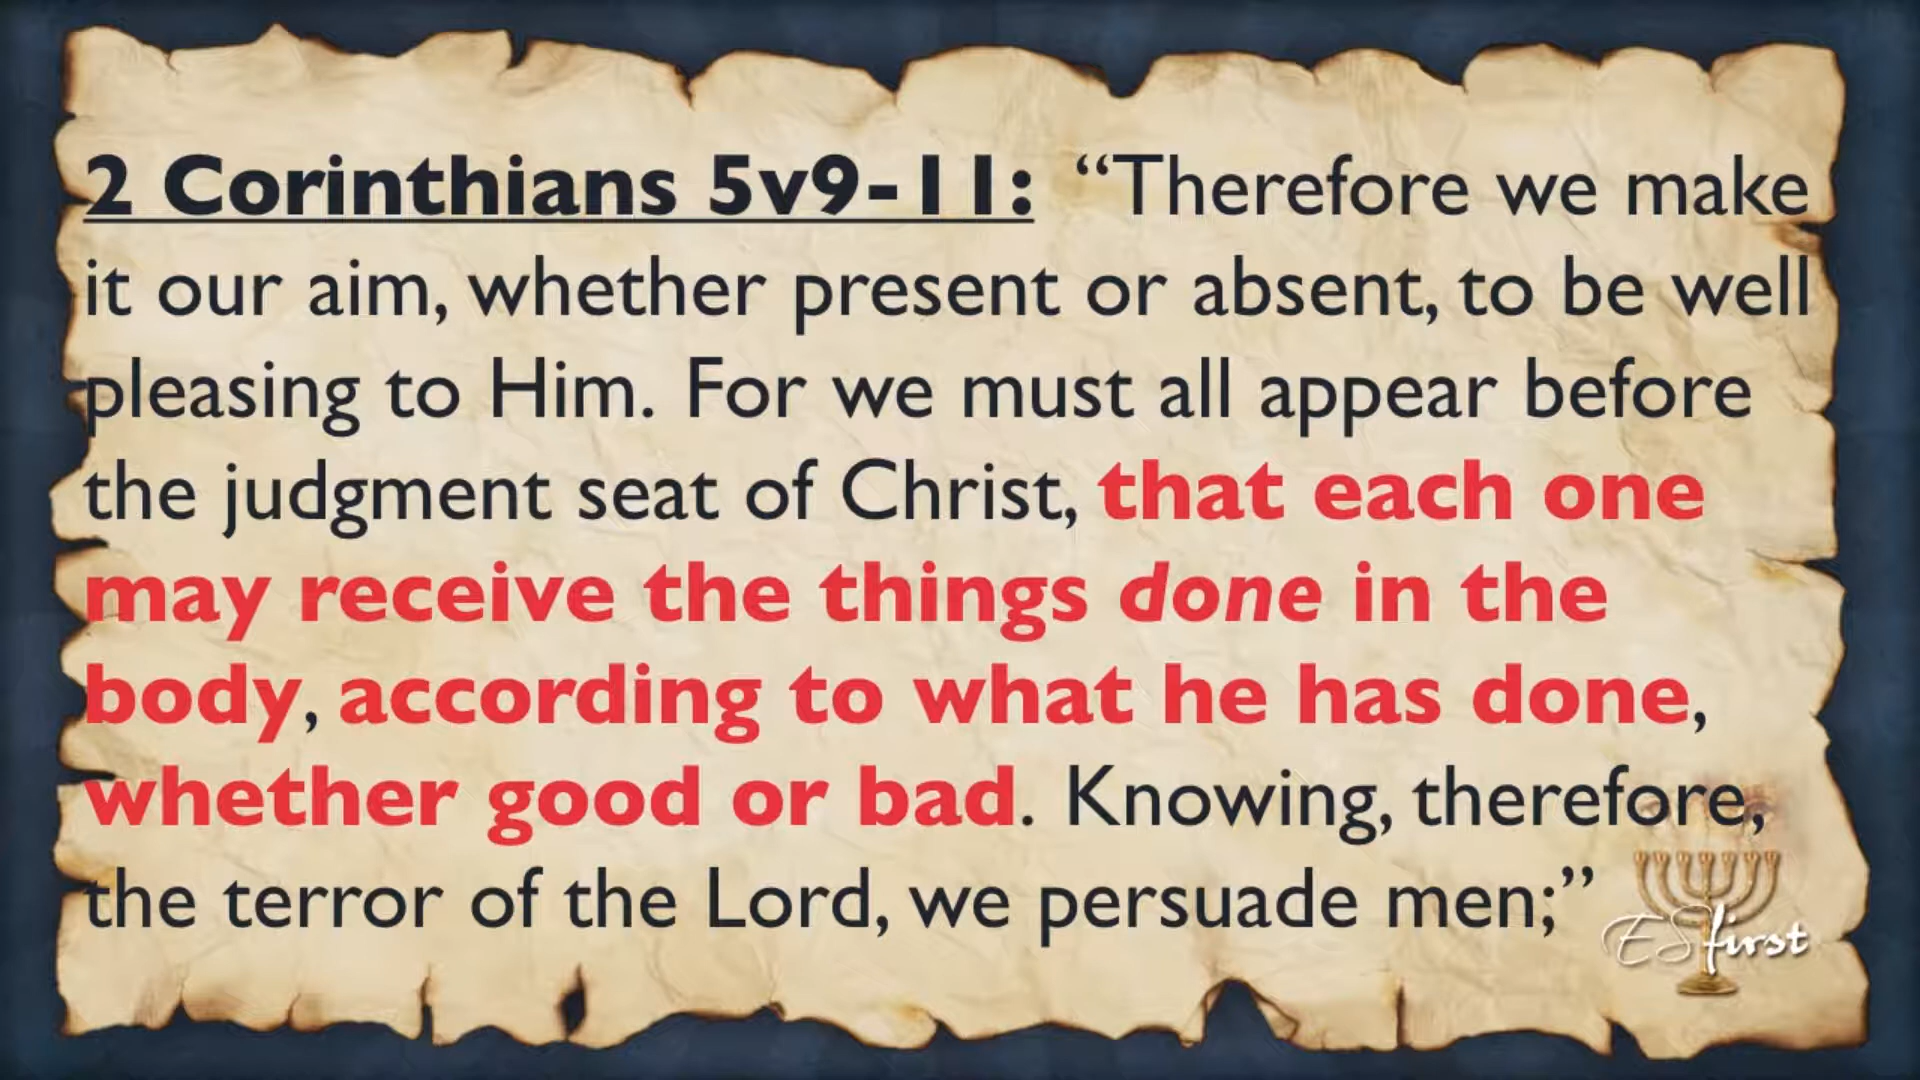 2 Corinthians 5v9-11: “Therefore we make
it our aim, whether present or absent, to be well
pleasing to Him. For we must all appear before
the judgment seat of Christ, that each one
may receive the things done in the
body, according to what he has done,
whether good or bad. Knowing, therefore,
the terror of the Lord, we persuade men;”
ESfirst